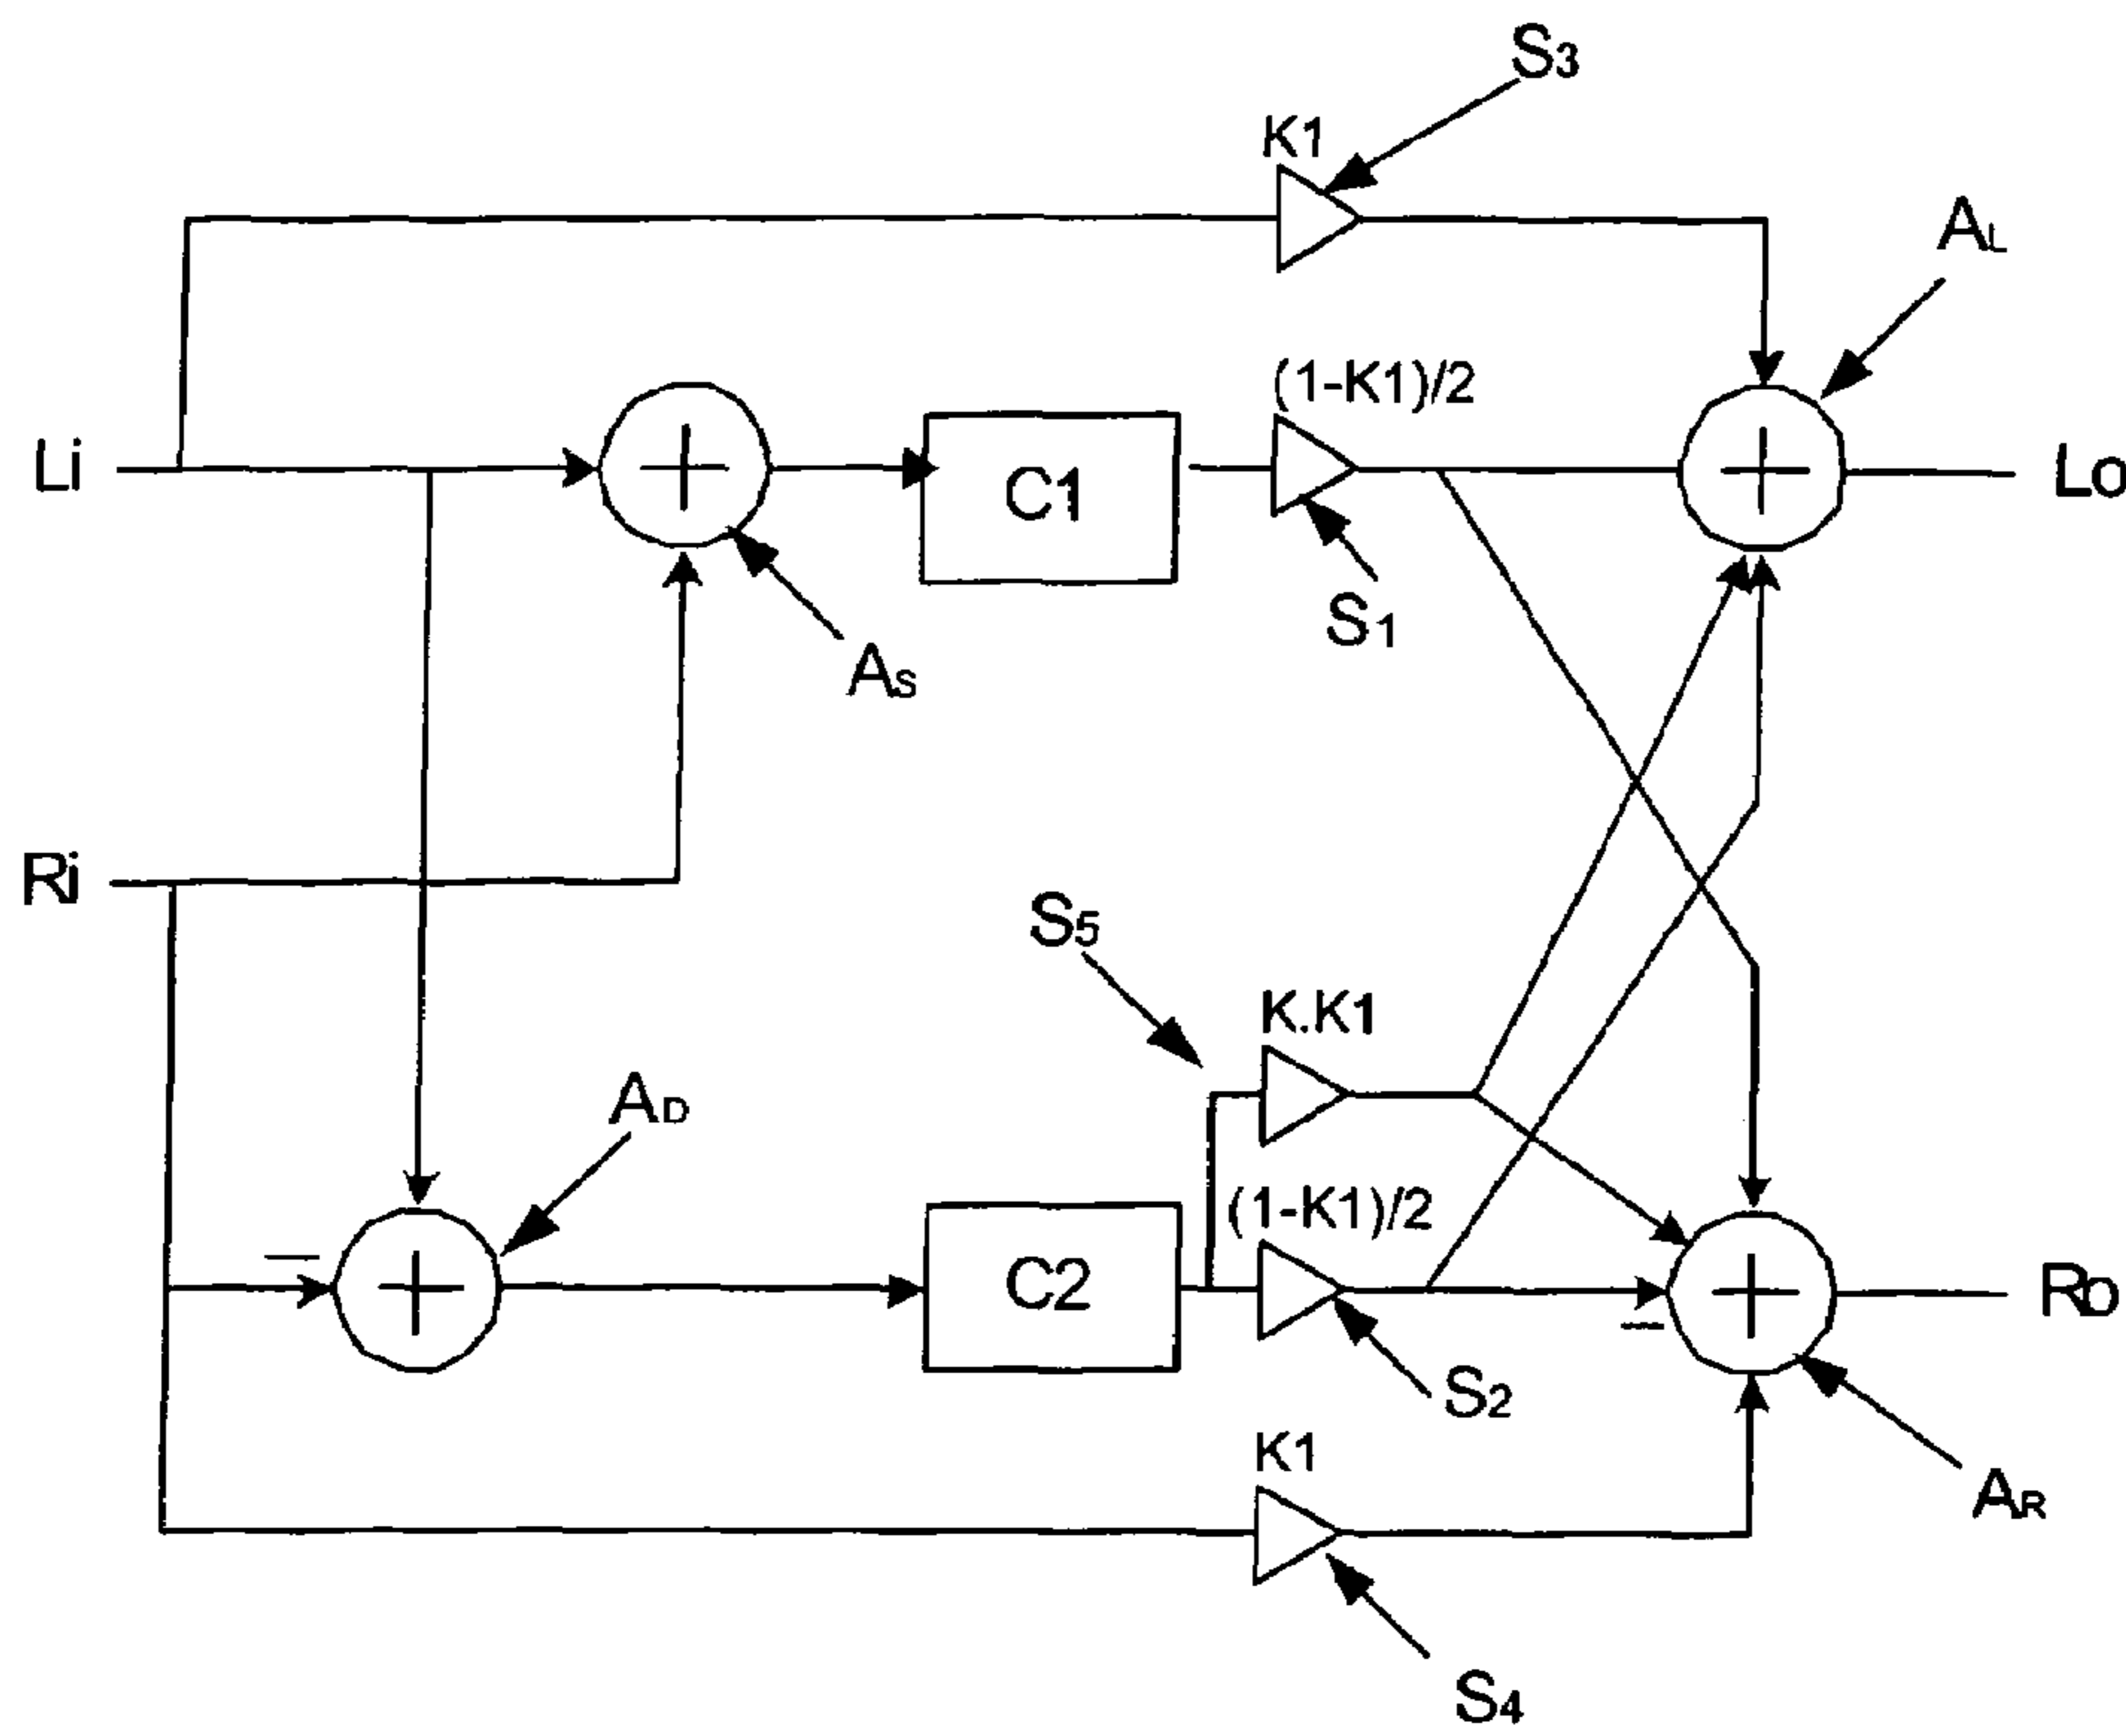 S3
K1
AL
(1-K1)/2
Li
C1
Lo
S1
AS
Ri
S5
K.K1
AD
(1-K1)/2
C2
Ro
S2
K1
AR
S4